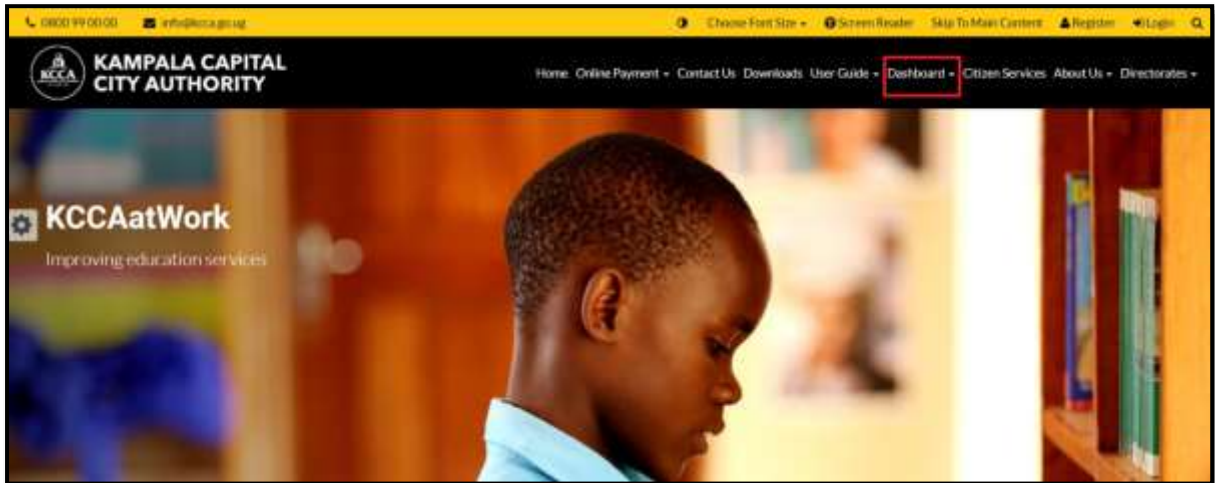 0800 99 00 00 info@kcca.go.ug Choose Font Size Screen Reader Skip To Main Content Register Login
KCCA
KAMPALA CAPITAL
CITY AUTHORITY
Home Online Payment Contact Us Downloads User Guide Dashboard Citizen Services About Us Directorates
KCCAatWork
Improving education services